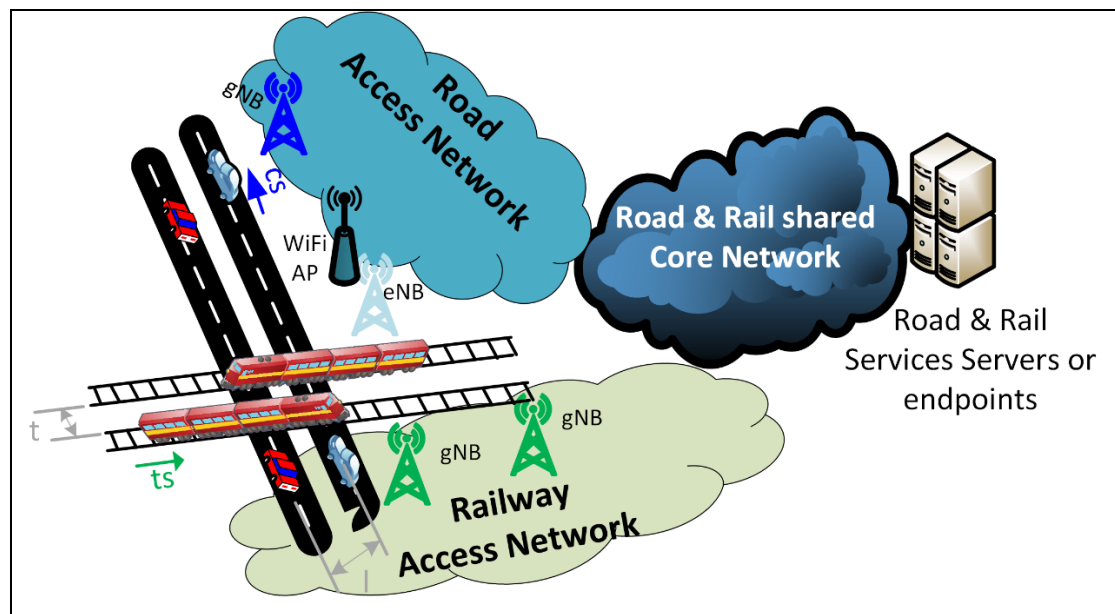 gNB
Road
Access Network
cs
WiFi
AP
eNB
Road & Rail shared
Core Network
Road & Rail
Services Servers or
endpoints
t
ts
gNB
gNB
Railway
Access Network
l